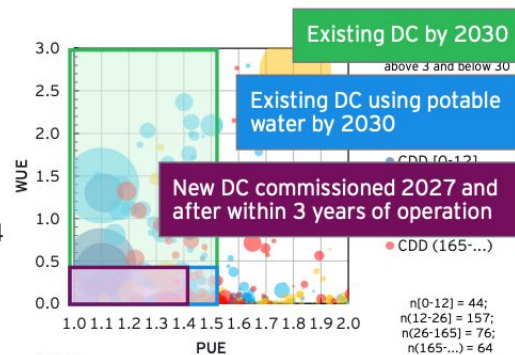 Existing DC by 2030
above 3 and below 30
Existing DC using potable
water by 2030
CDD [0-12]
New DC commissioned 2027 and
after within 3 years of operation
CDD (165-...)
n[0-12] = 44;
n(12-26] = 157;
n(26-165] = 76;
n(165-...) = 64
WUE
3.0
2.5
2.0
1.5
1.0
0.5
0.0
1.0 1.1 1.2 1.3 1.4 1.5 1.6 1.7 1.8 1.9 2.0
PUE